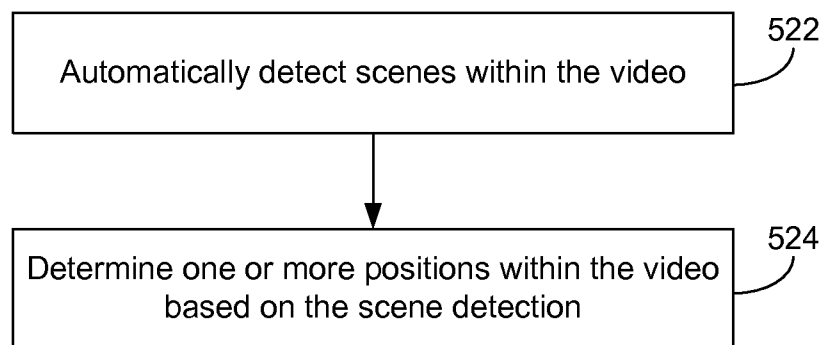 522
Automatically detect scenes within the video
524
Determine one or more positions within the video
based on the scene detection